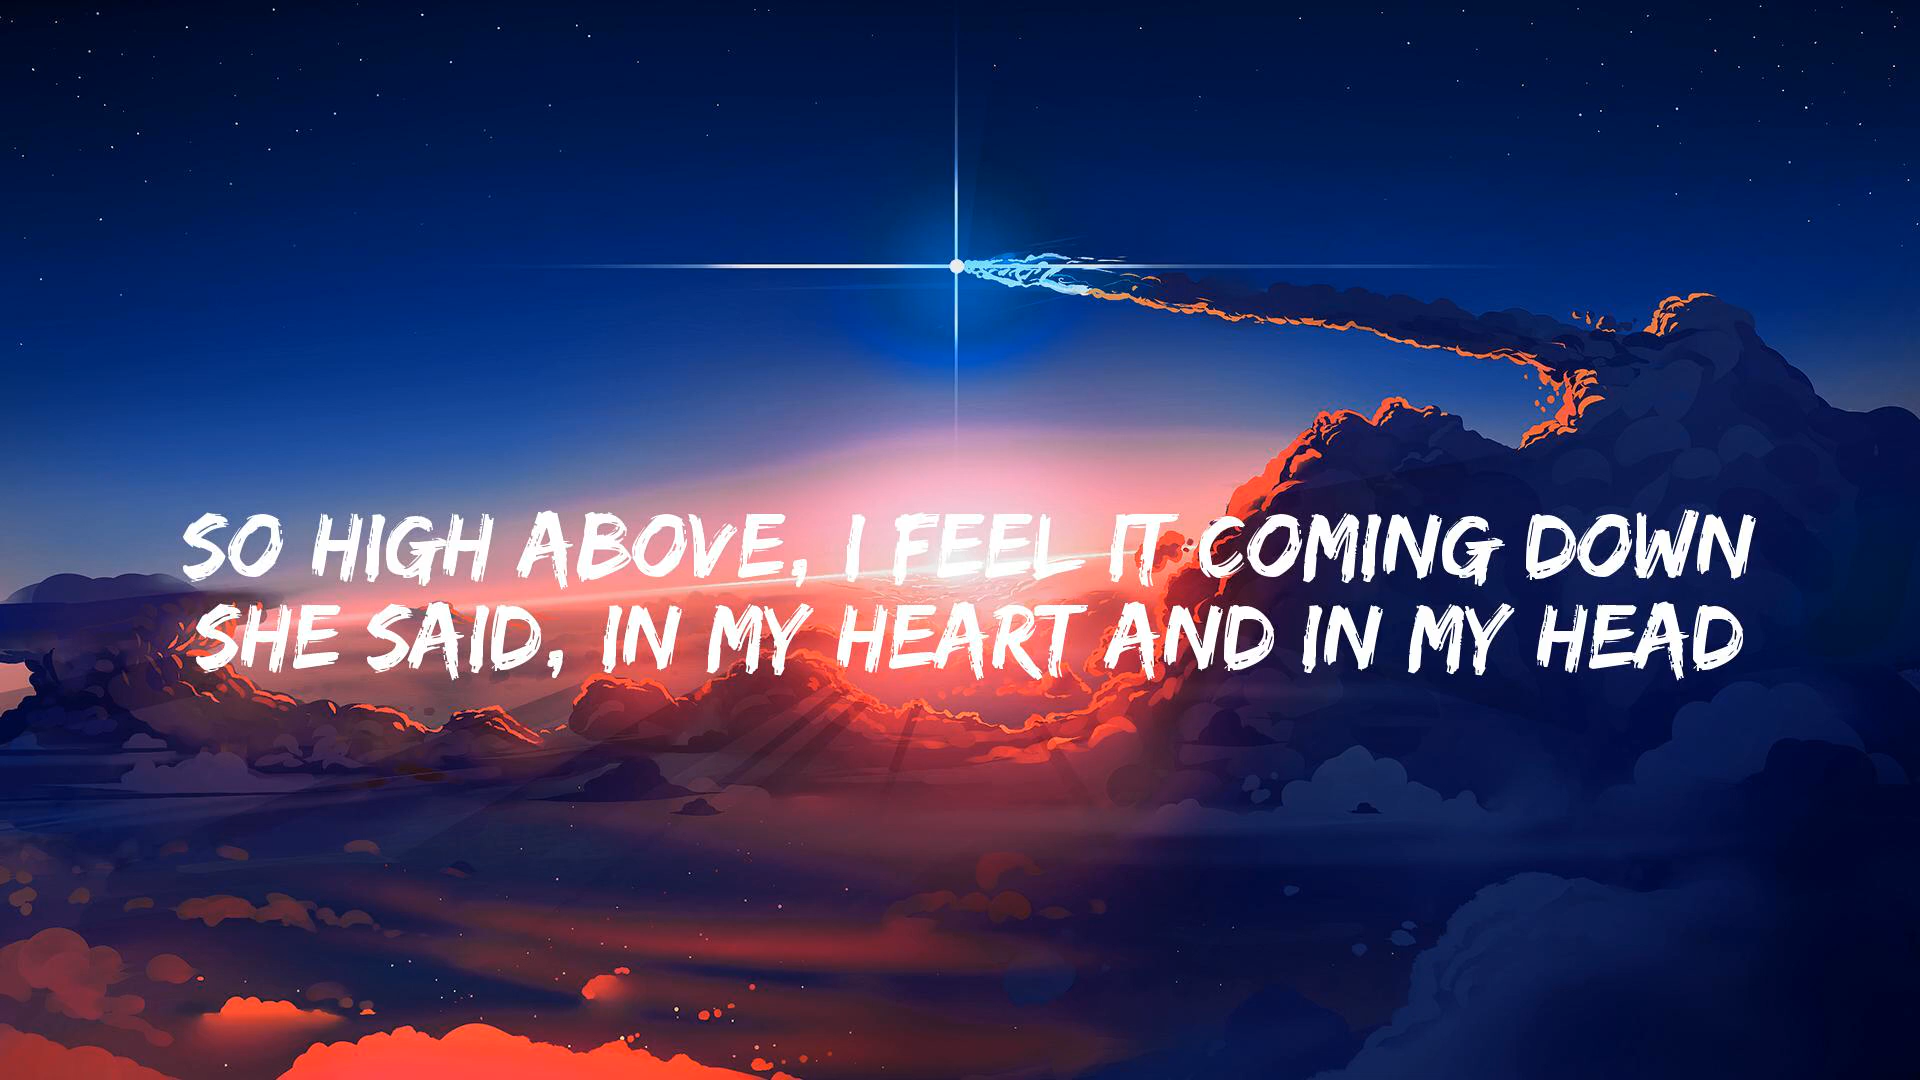 SO HIGH ABOVE, I FEEL IT COMING DOWN
SHE SAID, IN MY HEART AND IN MY HEAD